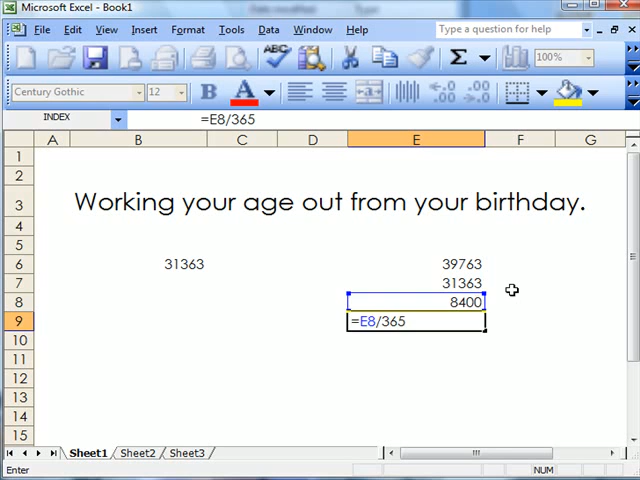 Microsoft Excel - Book1
File Edit View Insert Format Tools Data Window Help Type a question for help
Σ 100%
Century Gothic 12 B A
INDEX =E8/365
A B C D E F G
1
2
3 Working your age out from your birthday.
4
5
6 31363 39763
7 31363
8 8400
9 =E8/365
10
11
12
13
14
15
Sheet1 Sheet2 Sheet3
Enter NUM